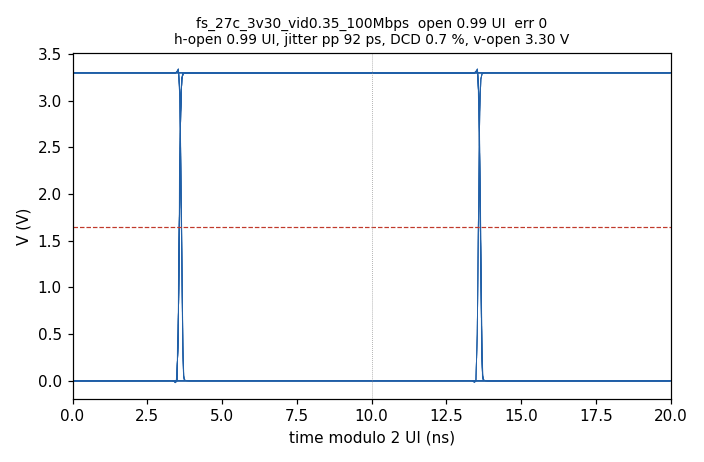 fs_27c_3v30_vid0.35_100Mbps  open 0.99 UI  err 0
h-open 0.99 UI, jitter pp 92 ps, DCD 0.7 %, v-open 3.30 V
3.5
3.0
2.5
2.0
1.5
1.0
0.5
0.0
V (V)
0.0 2.5 5.0 7.5 10.0 12.5 15.0 17.5 20.0
time modulo 2 UI (ns)